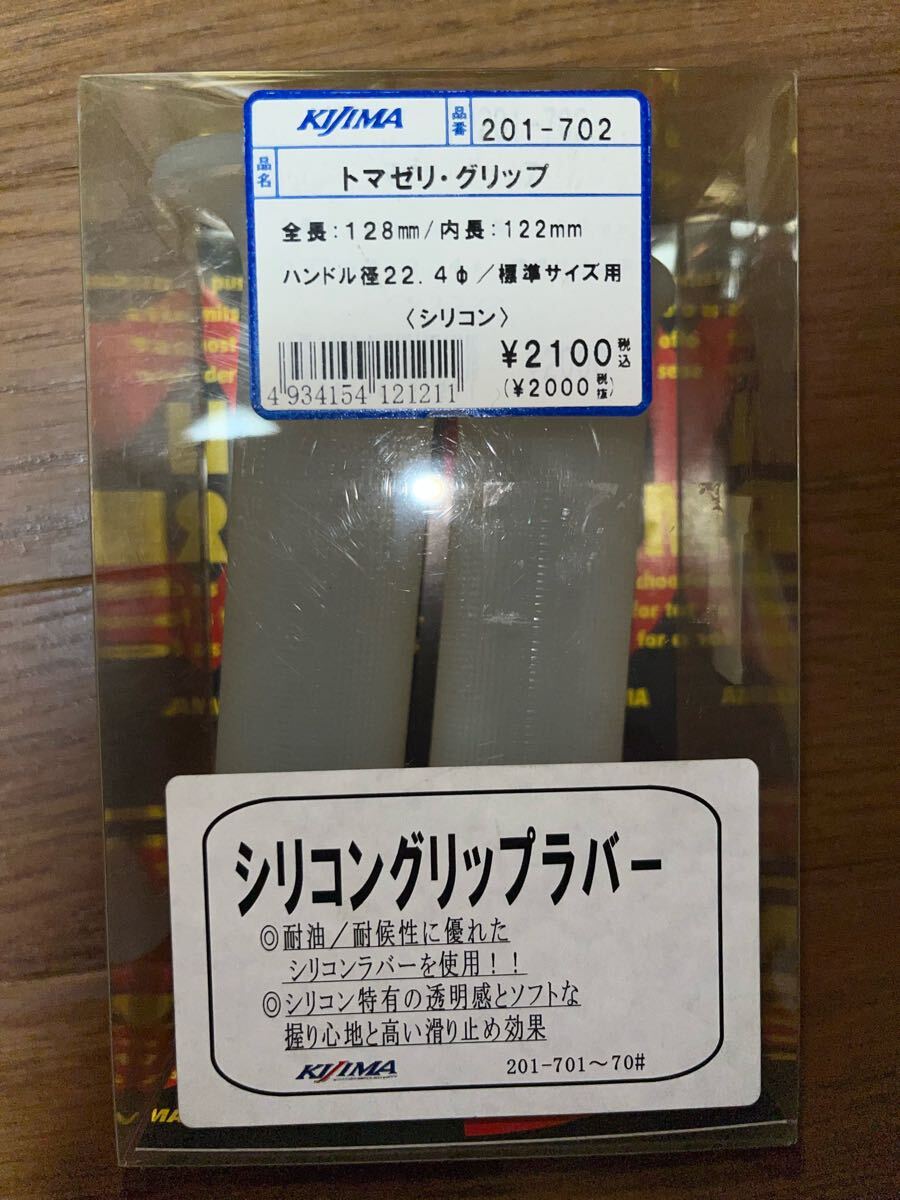 KIJIMA 品番 201-702
品名 トマゼリ・グリップ
全長:128mm/内長:122mm
ハンドル径22.4φ/標準サイズ用
〈シリコン〉
¥2100税込
(¥2000税抜)
4 934154 121211
シリコングリップラバー
◎耐油/耐候性に優れた
シリコンラバーを使用!!
◎シリコン特有の透明感とソフトな
握り心地と高い滑り止め効果
KIJIMA 201-701~70#